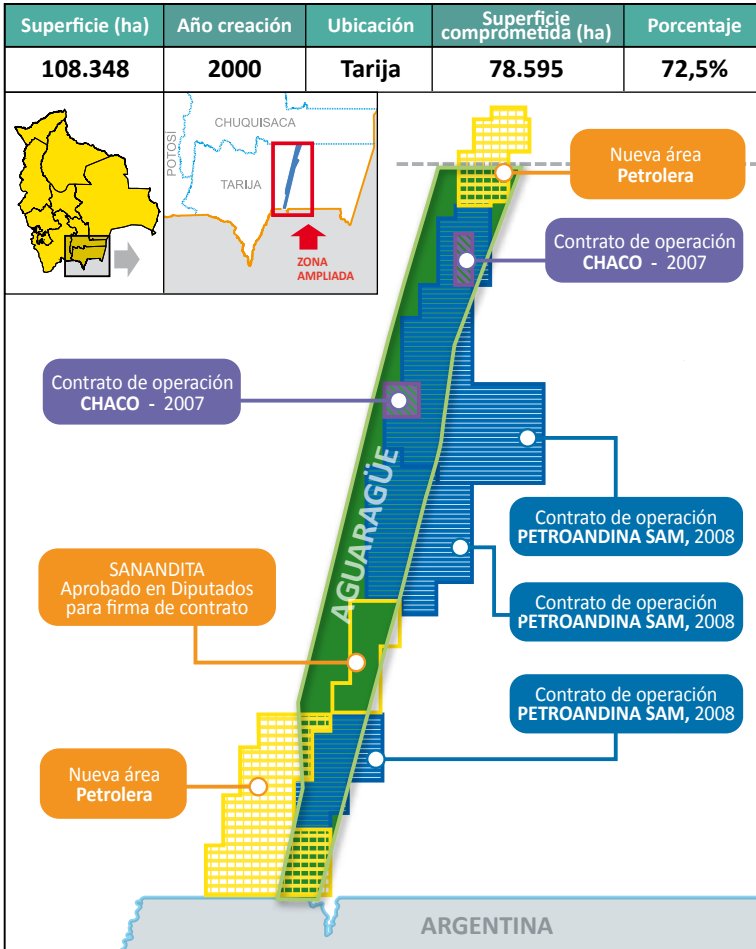 Superficie (ha)
Año creación
Ubicación
Superficie
comprometida (ha)
Porcentaje
108.348
2000
Tarija
78.595
72,5%
CHUQUISACA
POTOSÍ
TARIJA
ZONA
AMPLIADA
Nueva área
Petrolera
Contrato de operación
CHACO - 2007
Contrato de operación
CHACO - 2007
AGUARAGÜE
Contrato de operación
PETROANDINA SAM, 2008
SANANDITA
Aprobado en Diputados
para firma de contrato
Contrato de operación
PETROANDINA SAM, 2008
Contrato de operación
PETROANDINA SAM, 2008
Nueva área
Petrolera
ARGENTINA